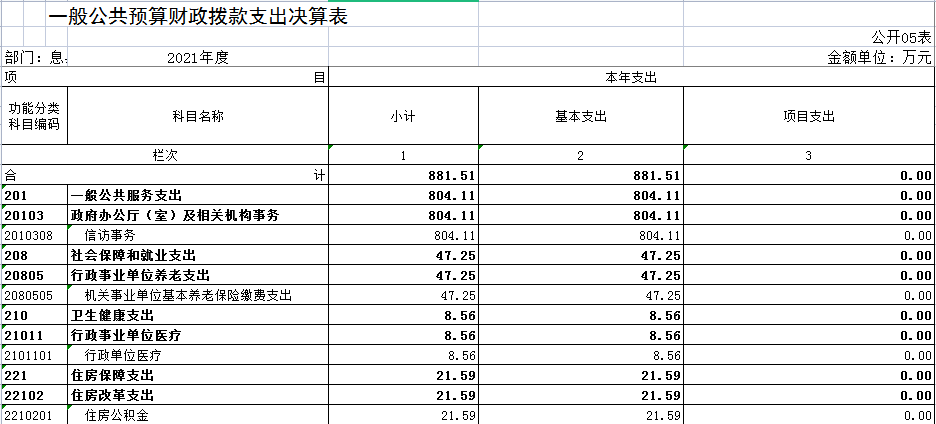 一般公共预算财政拨款支出决算表
公开05表
部门：息 2021年度 金额单位：万元
项 目 本年支出
功能分类
科目编码 科目名称 小计 基本支出 项目支出
栏次 1 2 3
合 计 881.51 881.51 0.00
201 一般公共服务支出 804.11 804.11 0.00
20103 政府办公厅（室）及相关机构事务 804.11 804.11 0.00
2010308 信访事务 804.11 804.11 0.00
208 社会保障和就业支出 47.25 47.25 0.00
20805 行政事业单位养老支出 47.25 47.25 0.00
2080505 机关事业单位基本养老保险缴费支出 47.25 47.25 0.00
210 卫生健康支出 8.56 8.56 0.00
21011 行政事业单位医疗 8.56 8.56 0.00
2101101 行政单位医疗 8.56 8.56 0.00
221 住房保障支出 21.59 21.59 0.00
22102 住房改革支出 21.59 21.59 0.00
2210201 住房公积金 21.59 21.59 0.00